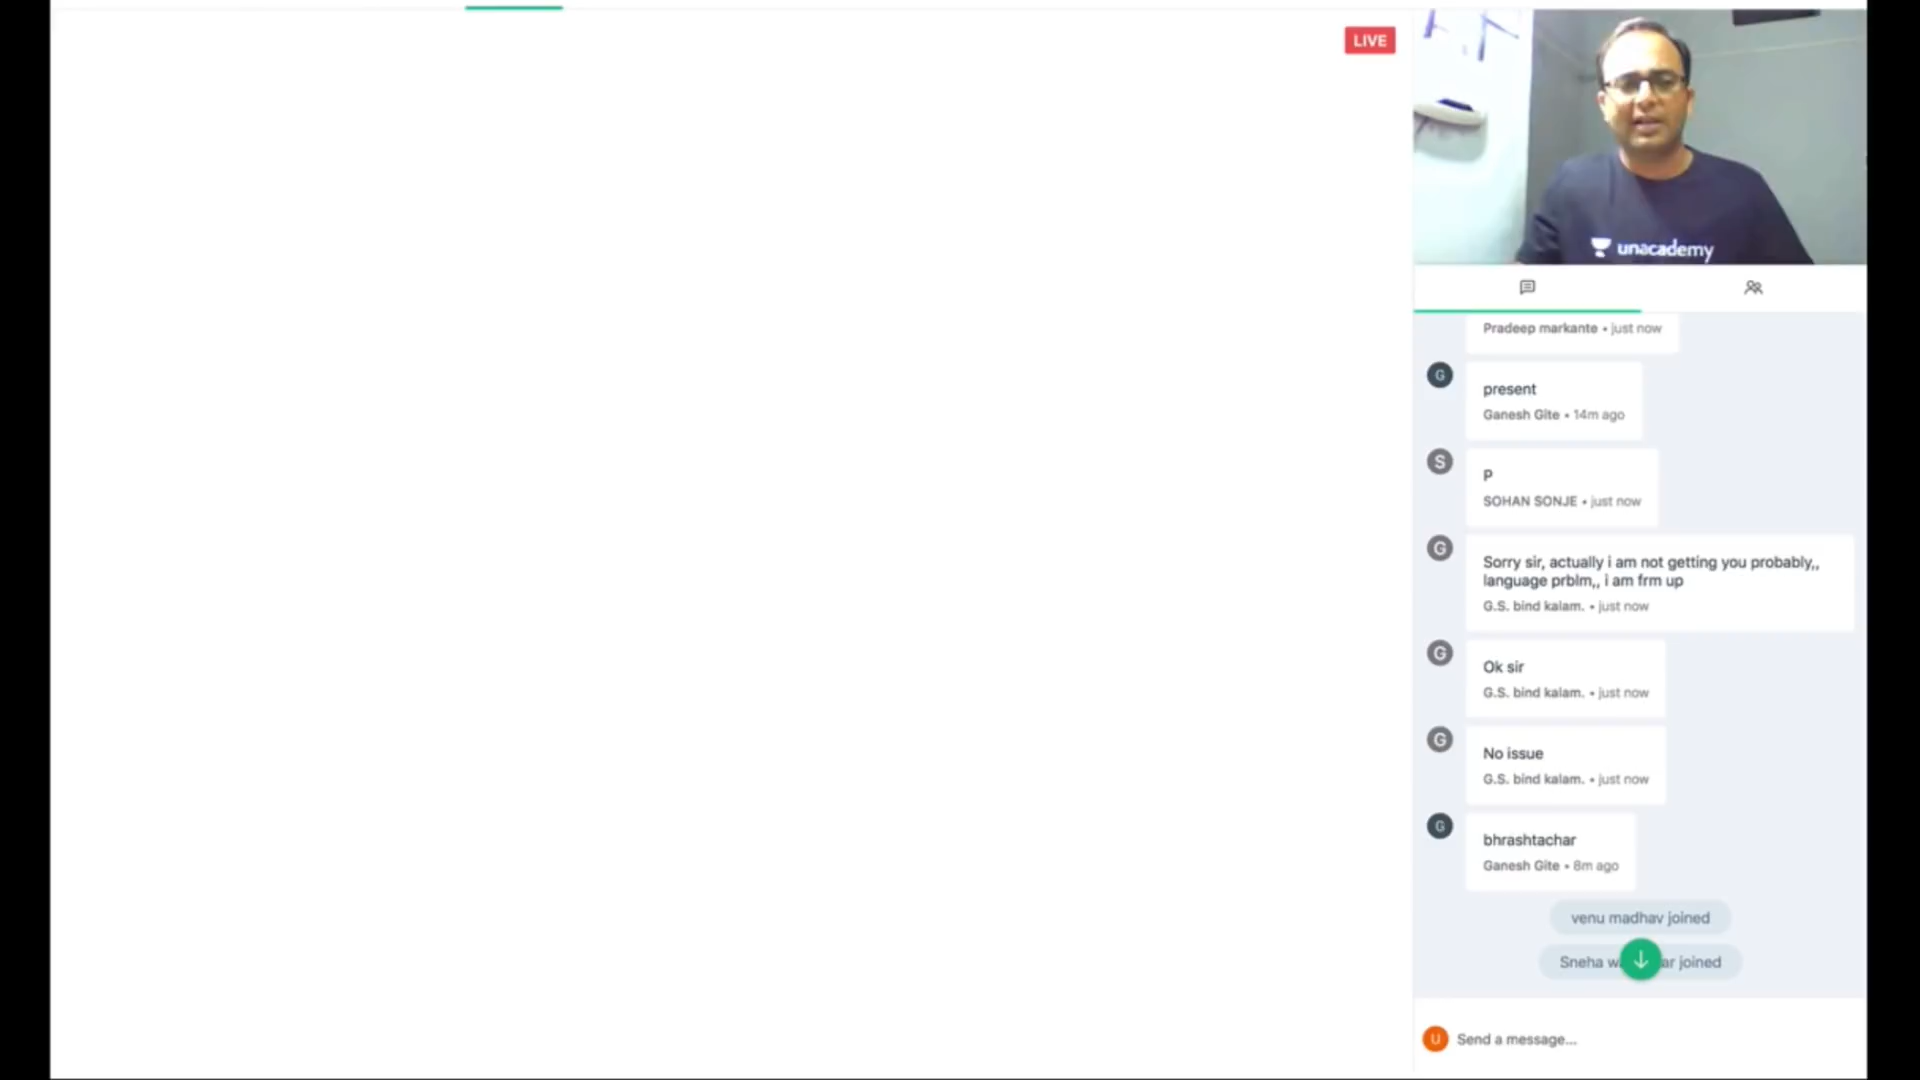 LIVE
unacademy
Pradeep markante • just now
G
present
Ganesh Gite • 14m ago
S
P
SOHAN SONJE • just now
G
Sorry sir, actually i am not getting you probably,,
language prblm,, i am frm up
G.S. bind kalam. • just now
G
Ok sir
G.S. bind kalam. • just now
G
No issue
G.S. bind kalam. • just now
G
bhrashtachar
Ganesh Gite • 8m ago
venu madhav joined
Sneha joined
U
Send a message...